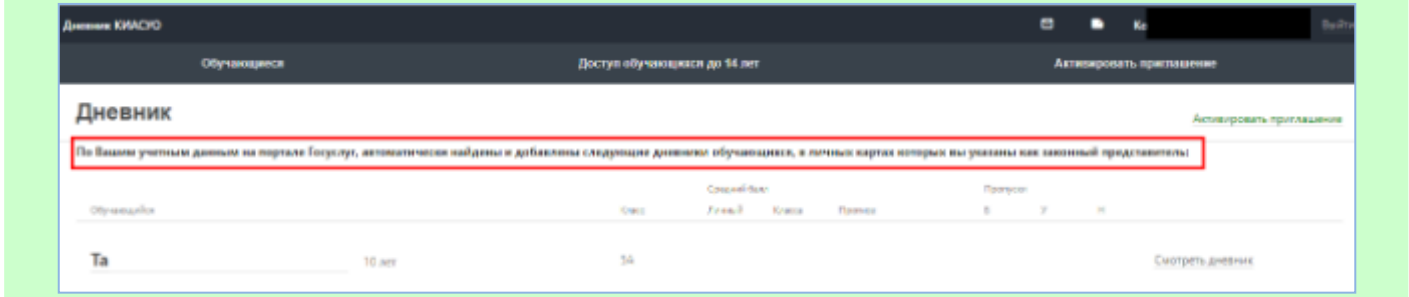 Дневник КИАСУО Ке Выйти
Обучающиеся Доступ обучающихся до 14 лет Активировать приглашение
Дневник
Активировать приглашение
По Вашим учетным данным на портале Госуслуг, автоматически найдены и добавлены следующие дневники обучающихся, в личных картах которых вы указаны как законный представитель:
Средний балл Пропуски
Обучающийся Класс Личный Класса Прогноз Б У Н
Та 10 лет Смотреть дневник